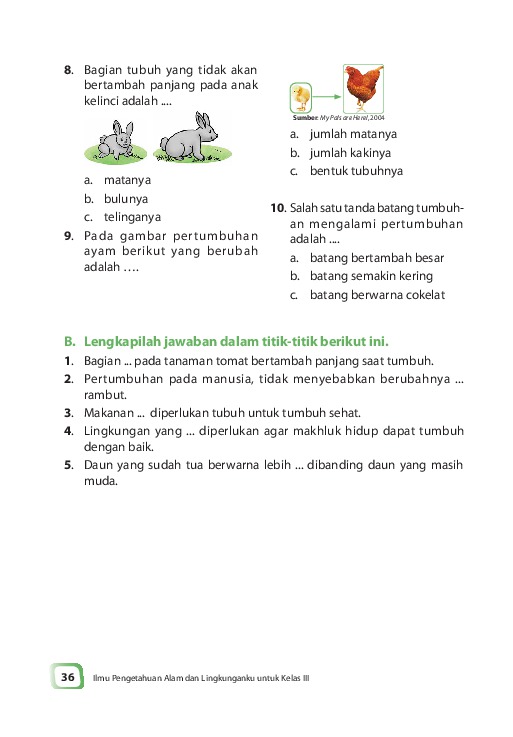 8. Bagian tubuh yang tidak akan
bertambah panjang pada anak
kelinci adalah ....
a. matanya
b. bulunya
c. telinganya
9. Pada gambar pertumbuhan
ayam berikut yang berubah
adalah ....
Sumber: My Pals are Here!, 2004
a. jumlah matanya
b. jumlah kakinya
c. bentuk tubuhnya
10. Salah satu tanda batang tumbuh-
an mengalami pertumbuhan
adalah ....
a. batang bertambah besar
b. batang semakin kering
c. batang berwarna cokelat
B. Lengkapilah jawaban dalam titik-titik berikut ini.
1. Bagian ... pada tanaman tomat bertambah panjang saat tumbuh.
2. Pertumbuhan pada manusia, tidak menyebabkan berubahnya ...
rambut.
3. Makanan ... diperlukan tubuh untuk tumbuh sehat.
4. Lingkungan yang ... diperlukan agar makhluk hidup dapat tumbuh
dengan baik.
5. Daun yang sudah tua berwarna lebih ... dibanding daun yang masih
muda.
36 Ilmu Pengetahuan Alam dan Lingkunganku untuk Kelas III